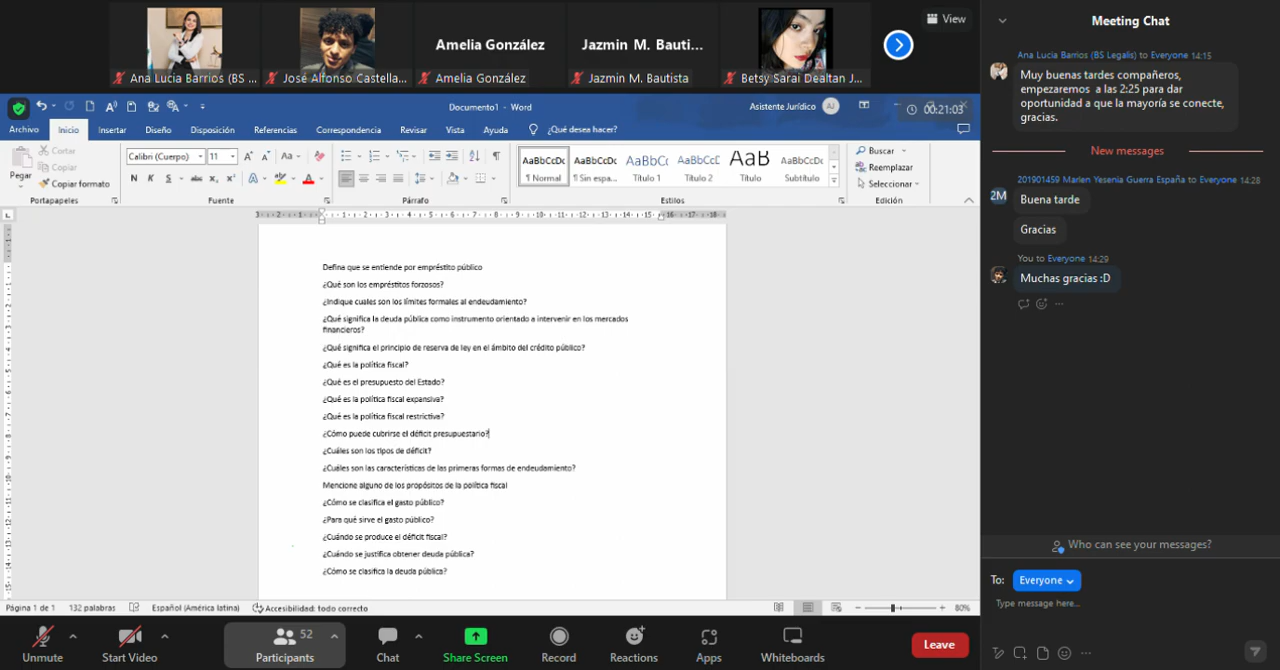 Amelia González
Jazmin M. Bauti...
View
Ana Lucia Barrios (BS ...
José Alfonso Castella...
Amelia González
Jazmin M. Bautista
Betsy Sarai Dealtan J...
Documento1 - Word
Asistente Jurídico
AJ
00:21:03
Archivo
Inicio
Insertar
Diseño
Disposición
Referencias
Correspondencia
Revisar
Vista
Ayuda
¿Qué desea hacer?
Pegar
Cortar
Copiar
Copiar formato
Portapapeles
Calibri (Cuerpo)
11
Fuente
Párrafo
AaBbCcDc
¶ Normal
AaBbCcDc
¶ Sin espa...
AaBbCc
Título 1
AaBbCcD
Título 2
AaB
Título
AaBbCcD
Subtítulo
Estilos
Buscar
Reemplazar
Seleccionar
Edición
Defina que se entiende por empréstito público
¿Qué son los empréstitos forzosos?
¿Indique cuales son los límites formales al endeudamiento?
¿Qué significa la deuda pública como instrumento orientado a intervenir en los mercados
financieros?
¿Qué significa el principio de reserva de ley en el ámbito del crédito público?
¿Qué es la política fiscal?
¿Qué es el presupuesto del Estado?
¿Qué es la política fiscal expansiva?
¿Qué es la política fiscal restrictiva?
¿Cómo puede cubrirse el déficit presupuestario?
¿Cuáles son los tipos de déficit?
¿Cuáles son las características de las primeras formas de endeudamiento?
Mencione alguno de los propósitos de la política fiscal
¿Cómo se clasifica el gasto público?
¿Para qué sirve el gasto público?
¿Cuándo se produce el déficit fiscal?
¿Cuándo se justifica obtener deuda pública?
¿Cómo se clasifica la deuda pública?
Página 1 de 1
132 palabras
Español (América latina)
Accesibilidad: todo correcto
80%
Unmute
Start Video
52
Participants
Chat
Share Screen
Record
Reactions
Apps
Whiteboards
Leave
Meeting Chat
Ana Lucia Barrios (BS Legalis) to Everyone 14:15
Muy buenas tardes compañeros,
empezaremos a las 2:25 para dar
oportunidad a que la mayoría se conecte,
gracias.
New messages
201901459 Marlen Yesenia Guerra España to Everyone 14:28
2M
Buena tarde
Gracias
You to Everyone 14:29
Muchas gracias :D
Who can see your messages?
To: Everyone
Type message here...